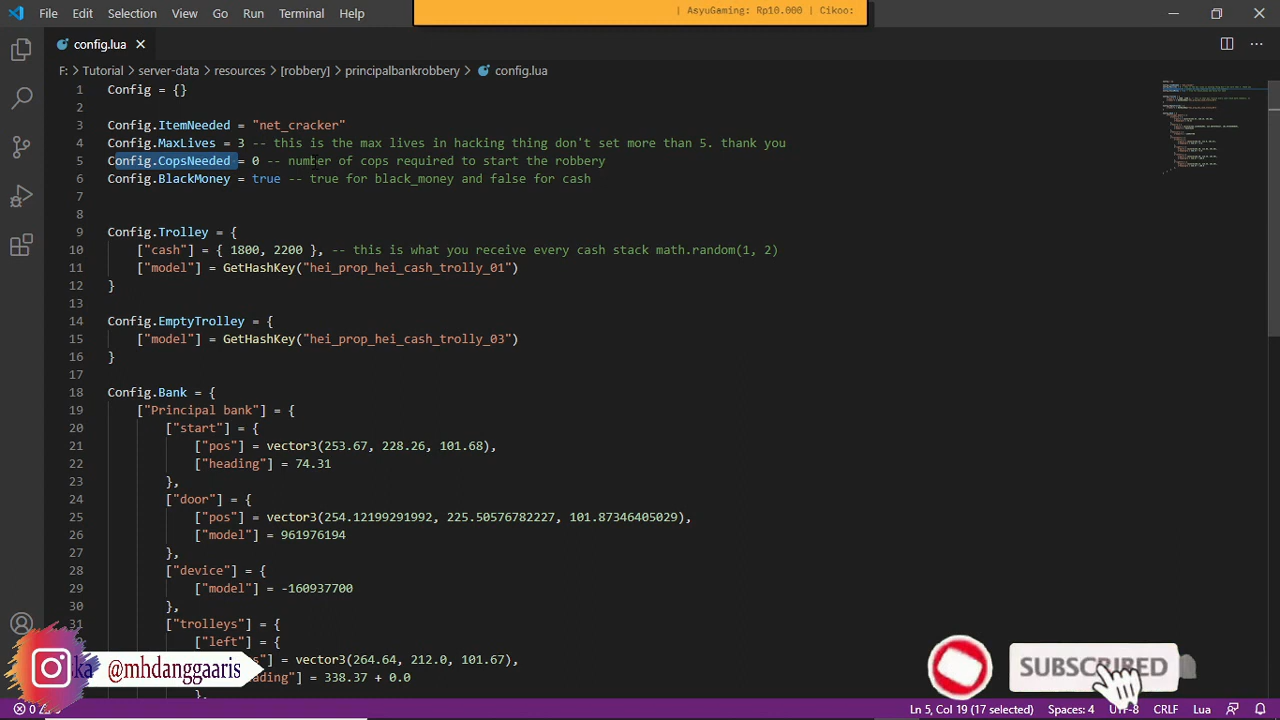 File Edit Selection View Go Run Terminal Help
| AsyuGaming: Rp10.000 | Cikoo:
config.lua
F: > Tutorial > server-data > resources > [robbery] > principalbankrobbery > config.lua
1 Config = {}
2
3 Config.ItemNeeded = "net_cracker"
4 Config.MaxLives = 3 -- this is the max lives in hacking thing don't set more than 5. thank you
5 Config.CopsNeeded = 0 -- number of cops required to start the robbery
6 Config.BlackMoney = true -- true for black_money and false for cash
7
8
9 Config.Trolley = {
10 ["cash"] = { 1800, 2200 }, -- this is what you receive every cash stack math.random(1, 2)
11 ["model"] = GetHashKey("hei_prop_hei_cash_trolly_01")
12 }
13
14 Config.EmptyTrolley = {
15 ["model"] = GetHashKey("hei_prop_hei_cash_trolly_03")
16 }
17
18 Config.Bank = {
19 ["Principal bank"] = {
20 ["start"] = {
21 ["pos"] = vector3(253.67, 228.26, 101.68),
22 ["heading"] = 74.31
23 },
24 ["door"] = {
25 ["pos"] = vector3(254.12199291992, 225.50576782227, 101.87346405029),
26 ["model"] = 961976194
27 },
28 ["device"] = {
29 ["model"] = -160937700
30 },
31 ["trolleys"] = {
["left"] = {
= vector3(264.64, 212.0, 101.67),
] = 338.37 + 0.0
@mhdanggaaris
SUBSCRIBED
Ln 5, Col 19 (17 selected) Spaces: 4 UTF-8 CRLF Lua